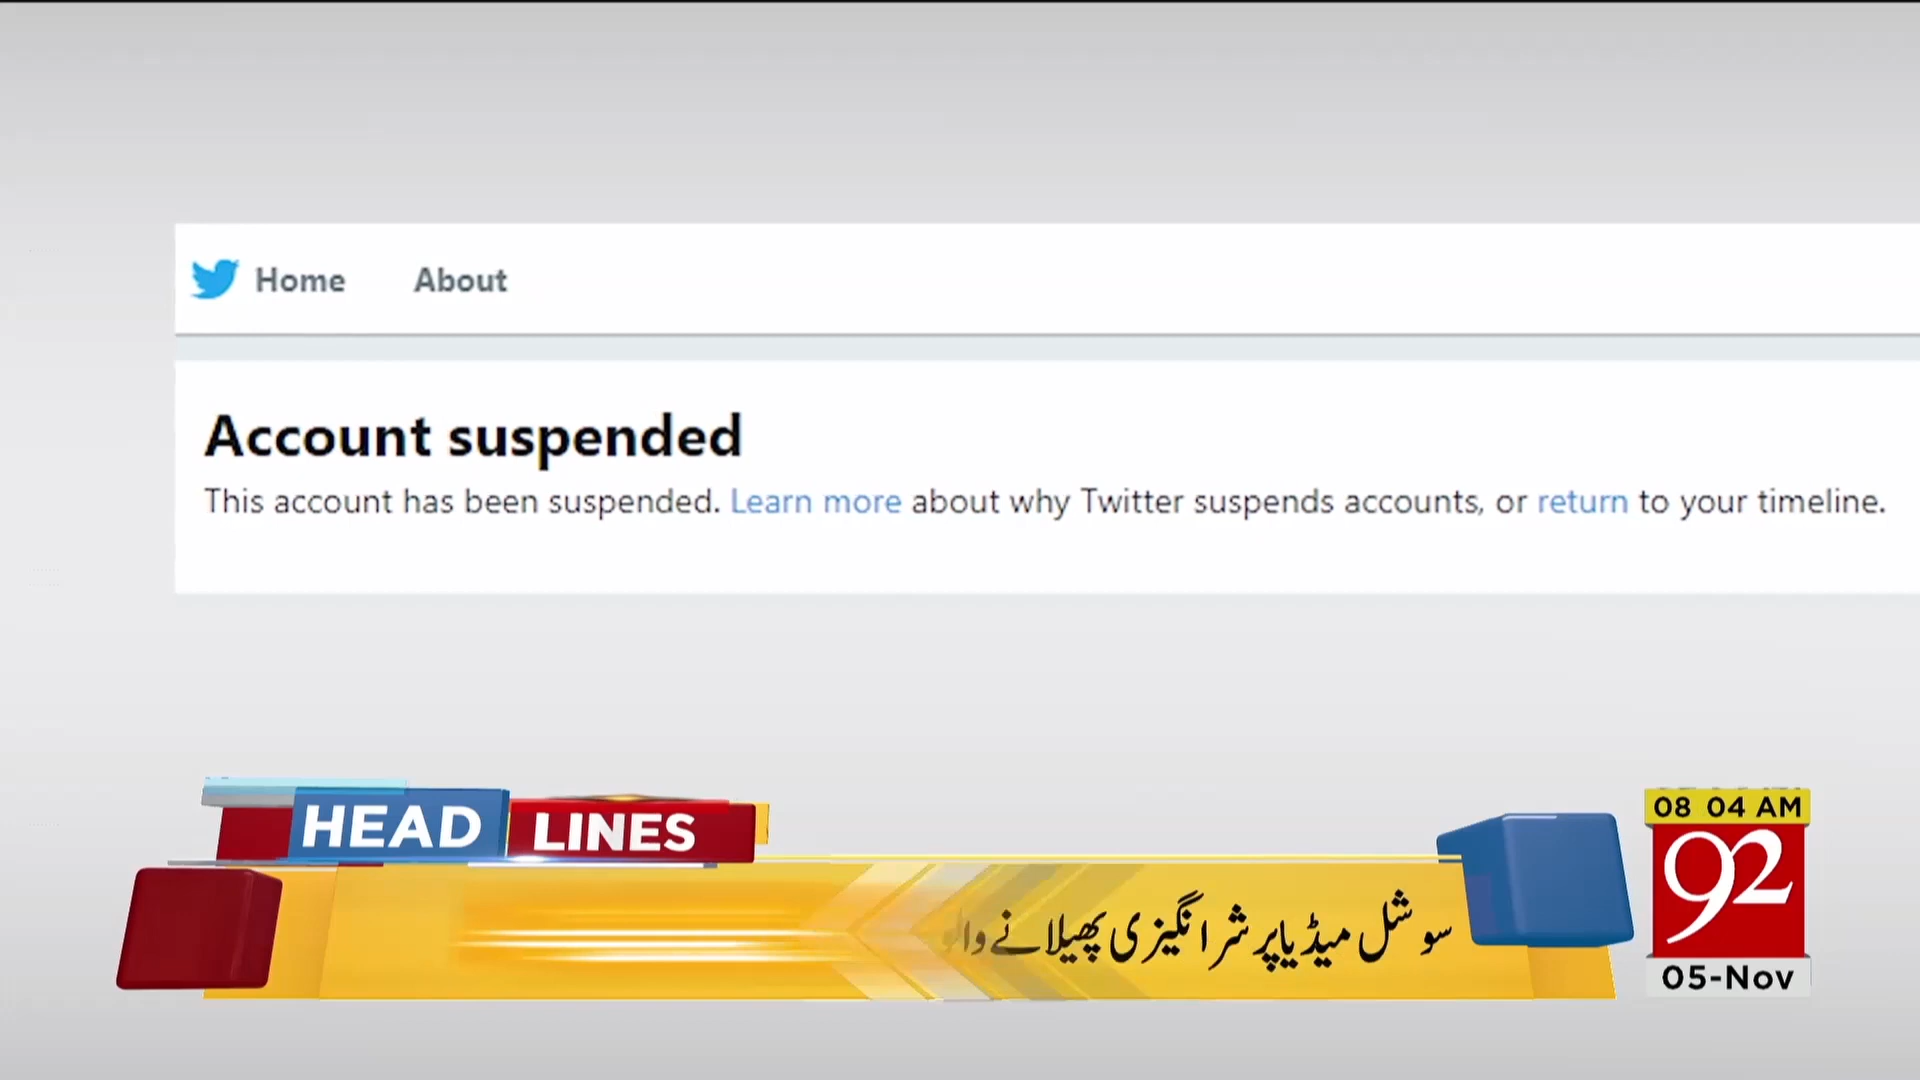 Home About
Account suspended
This account has been suspended. Learn more about why Twitter suspends accounts, or return to your timeline.
HEAD LINES
سوشل میڈیا پر شر انگیزی پھیلانے
08 04 AM
92
05-Nov